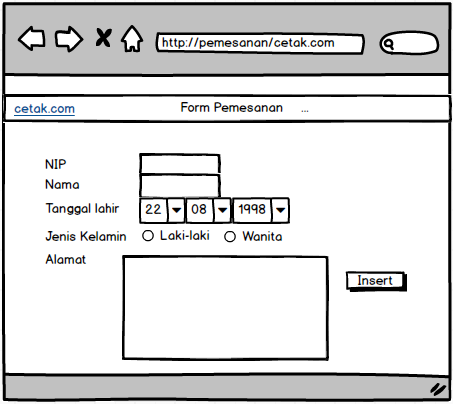 http://pemesanan/cetak.com
cetak.com Form Pemesanan ...
NIP
Nama
Tanggal lahir 22 08 1998
Jenis Kelamin Laki-laki Wanita
Alamat
Insert